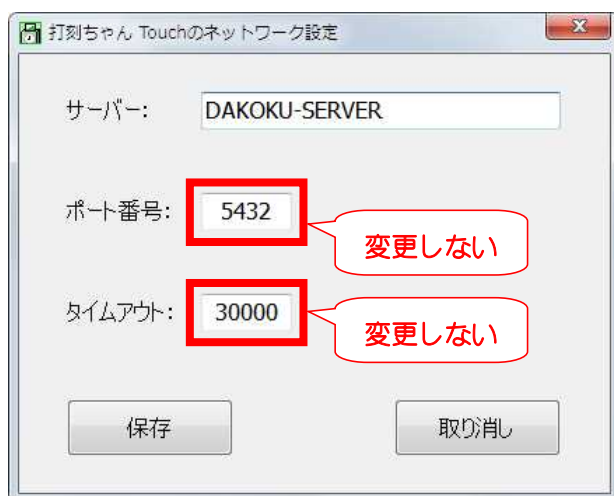 打刻ちゃん Touchのネットワーク設定
サーバー: DAKOKU-SERVER
ポート番号: 5432
変更しない
タイムアウト: 30000
変更しない
保存 取り消し